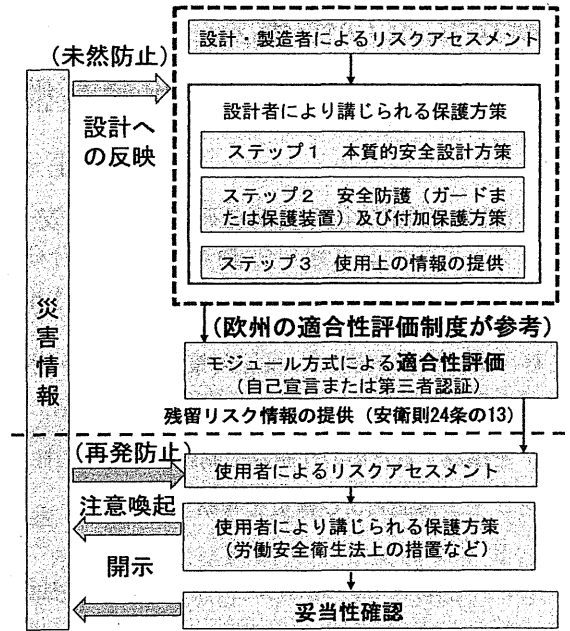 設計・製造者によるリスクアセスメント
(未然防止)
設計へ
の反映
設計者により講じられる保護方策
ステップ1 本質的安全設計方策
ステップ2 安全防護(ガードま
たは保護装置)及び付加保護方策
ステップ3 使用上の情報の提供
災害情報
(欧州の適合性評価制度が参考)
モジュール方式による適合性評価
(自己宣言または第三者認証)
残留リスク情報の提供(安衛則24条の13)
(再発防止)
使用者によるリスクアセスメント
注意喚起
使用者により講じられる保護方策
(労働安全衛生法上の措置など)
開示
妥当性確認